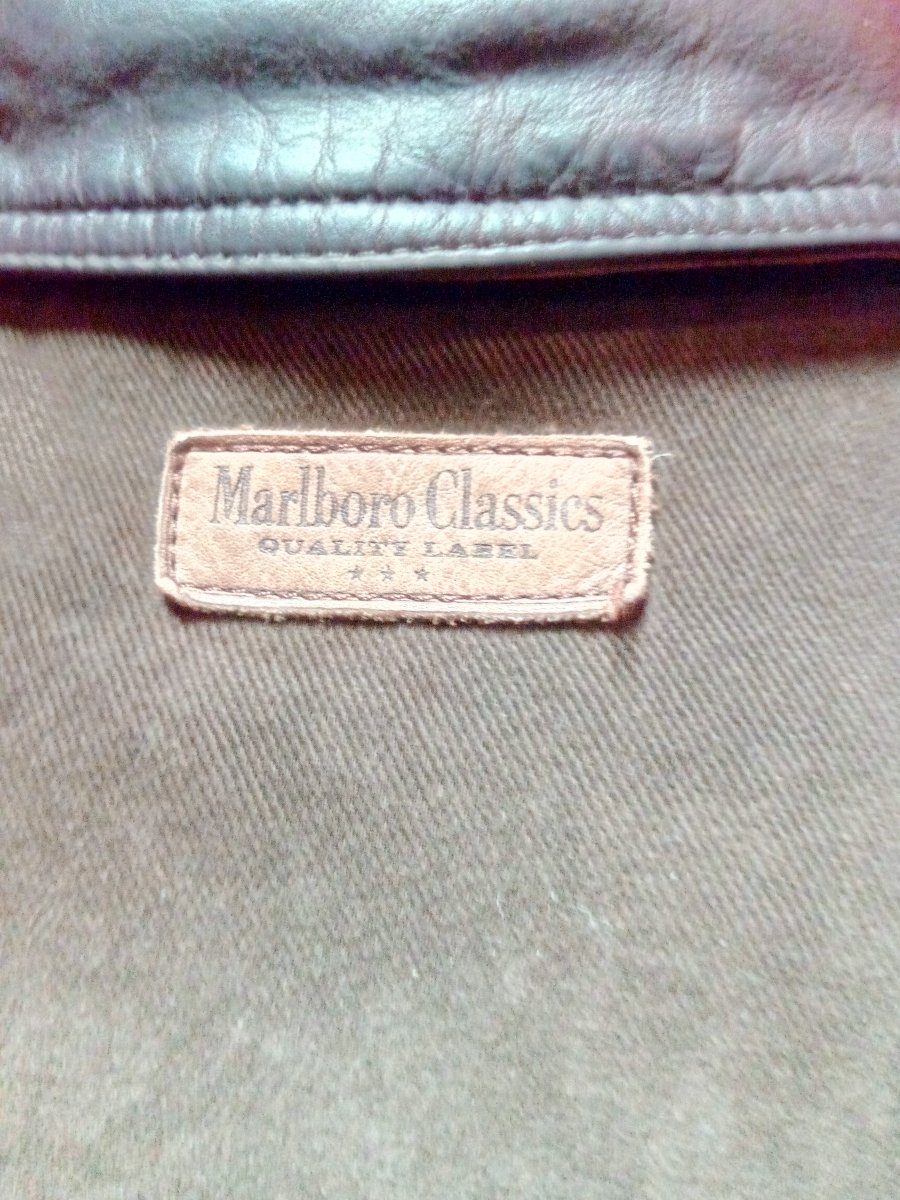 Marlboro Classics
QUALITY LABEL
★ ★ ★